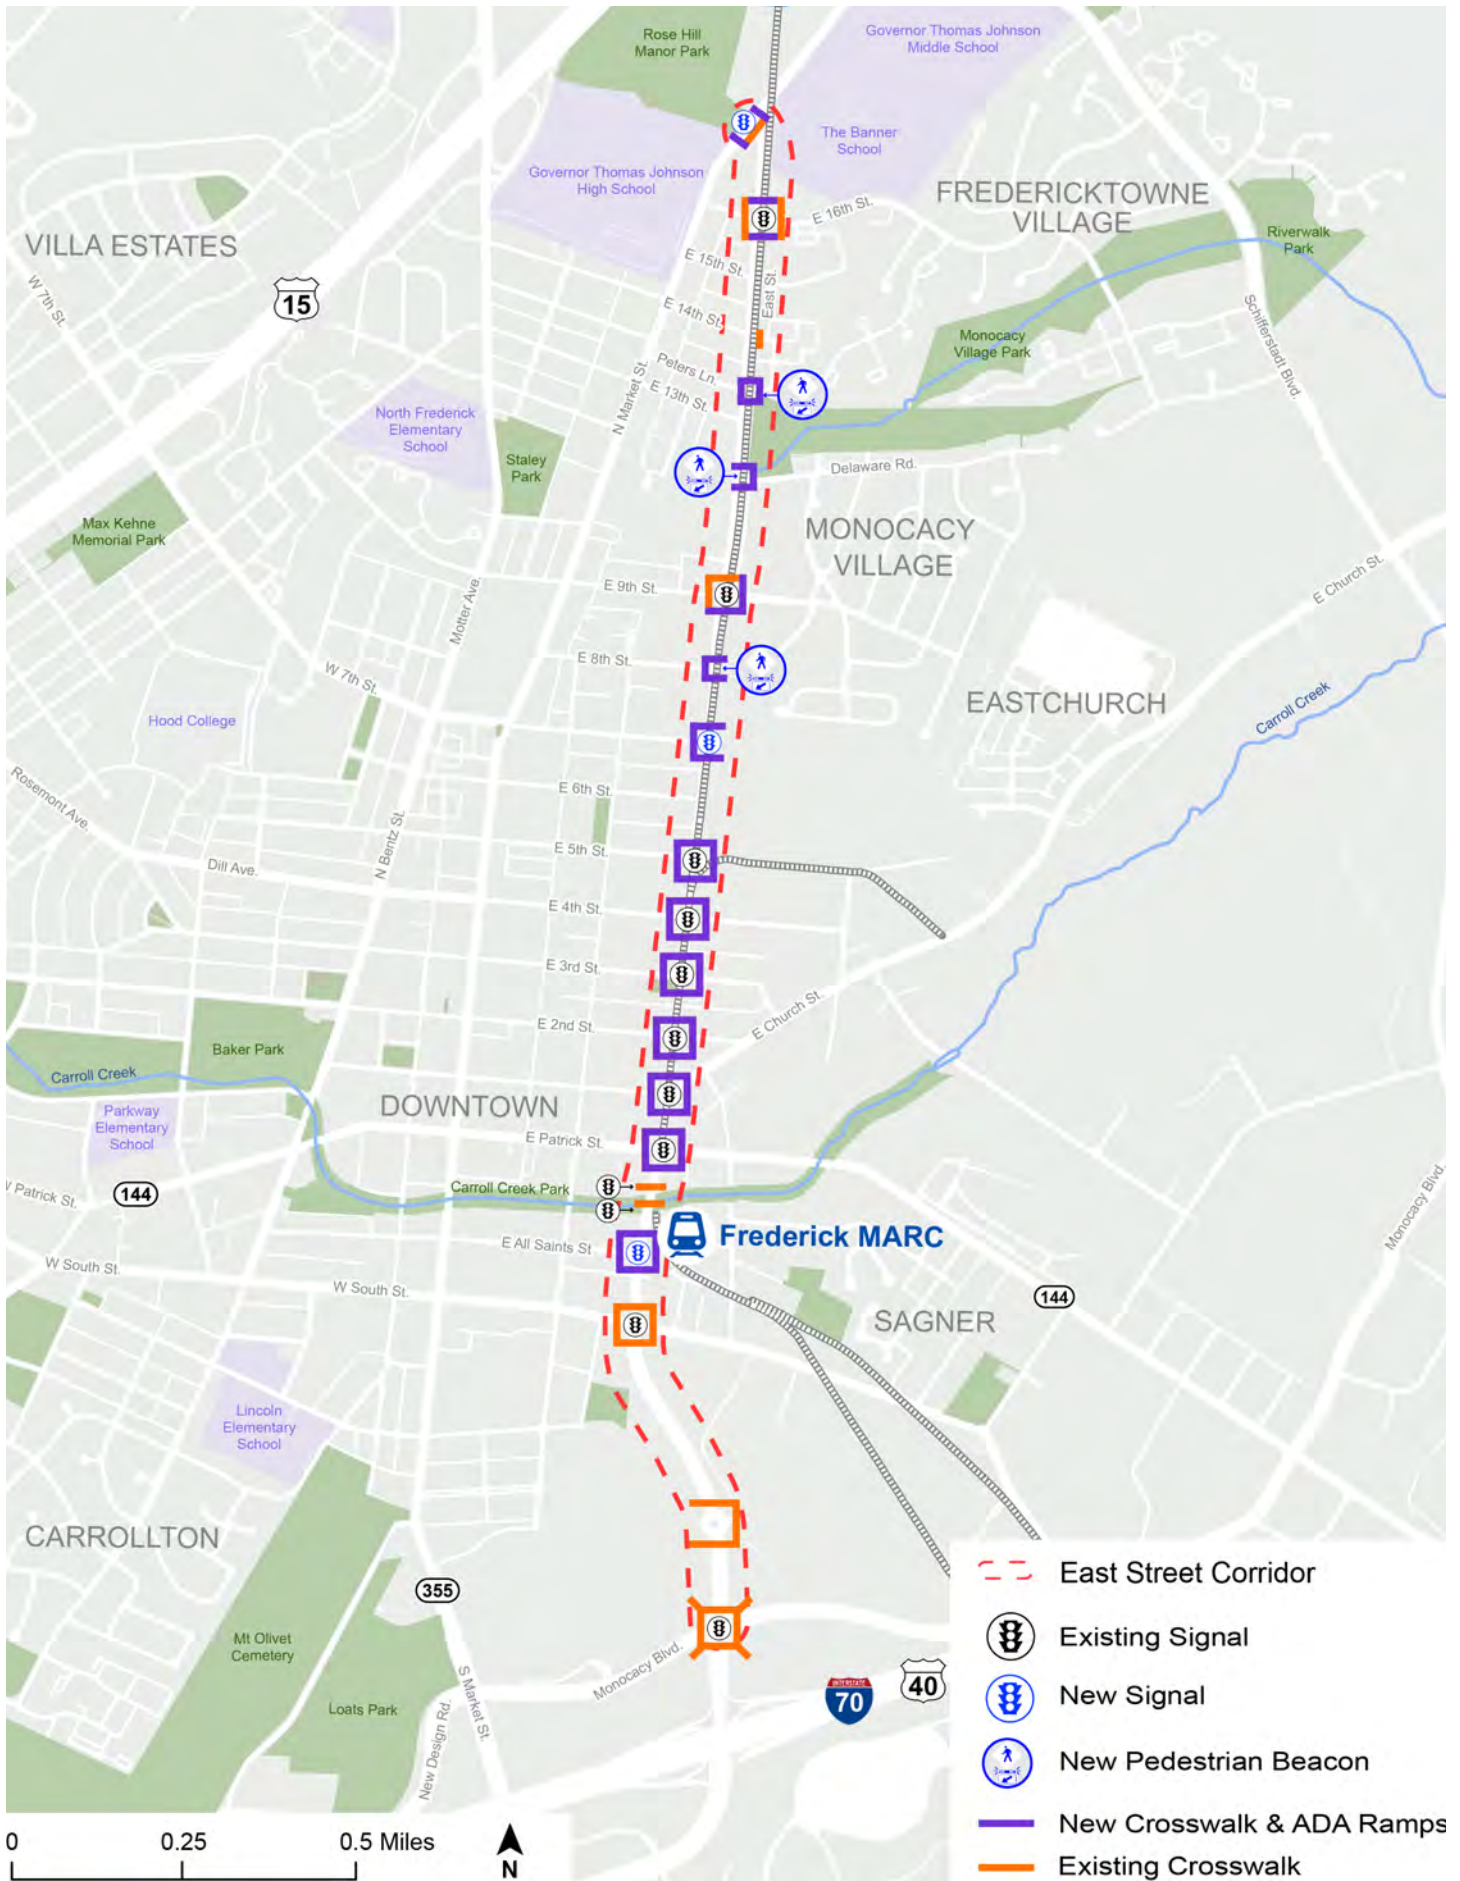 Rose Hill
Manor Park
Governor Thomas Johnson
Middle School
The Banner
School
Governor Thomas Johnson
High School
FREDERICKTOWNE
VILLAGE
E 16th St.
Riverwalk
Park
VILLA ESTATES
W 7th St.
15
E 15th St.
East St.
E 14th St.
Schifferstadt Blvd.
Monocacy
Village Park
Peters Ln.
E 13th St.
N Market St.
North Frederick
Elementary
School
Staley
Park
Delaware Rd.
Max Kehne
Memorial Park
MONOCACY
VILLAGE
E Church St.
E 9th St.
Motter Ave.
E 8th St.
W 7th St.
EASTCHURCH
Carroll Creek
Hood College
Rosemont Ave.
E 6th St.
N Bentz St.
E 5th St.
Dill Ave.
E 4th St.
E 3rd St.
E 2nd St.
E Church St.
Baker Park
Carroll Creek
DOWNTOWN
Parkway
Elementary
School
E Patrick St.
W Patrick St.
144
Carroll Creek Park
Monocacy Blvd.
Frederick MARC
E All Saints St
W South St.
W South St.
144
SAGNER
Lincoln
Elementary
School
CARROLLTON
355
Mt Olivet
Cemetery
Monocacy Blvd.
S Market St.
Loats Park
New Design Rd.
INTERSTATE
70
40
East Street Corridor
Existing Signal
New Signal
New Pedestrian Beacon
New Crosswalk & ADA Ramps
Existing Crosswalk
0 0.25 0.5 Miles
N